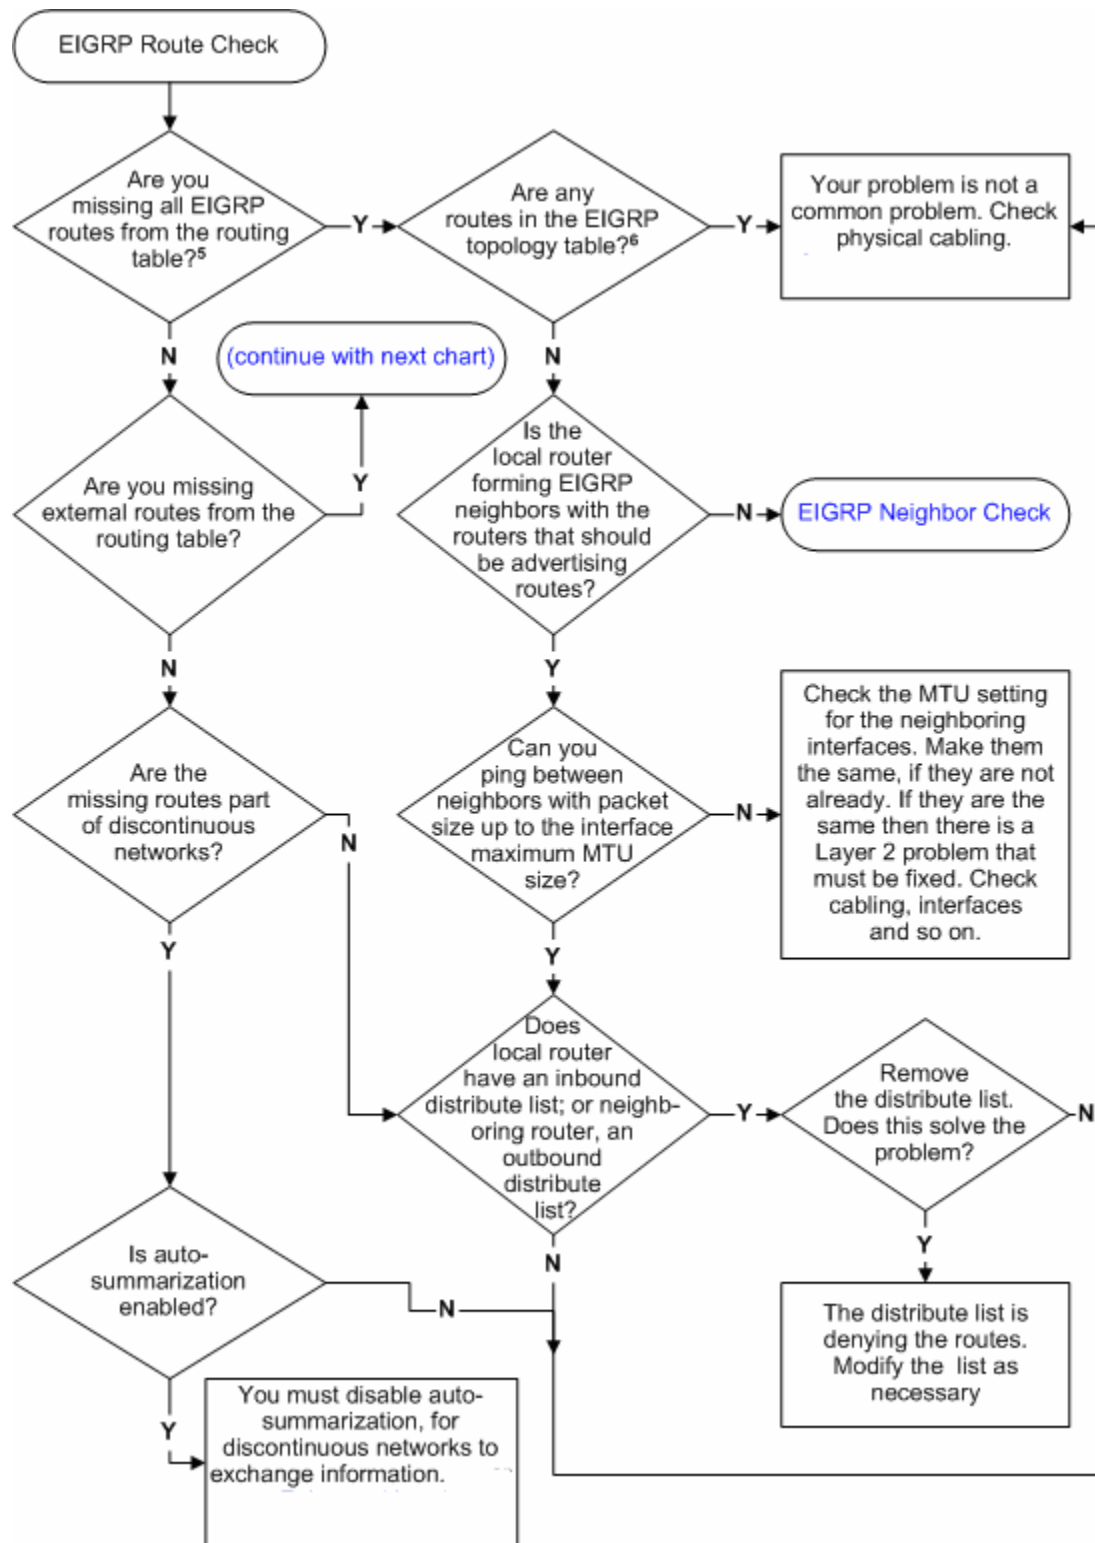 EIGRP Route Check
Are you
missing all EIGRP
routes from the routing
table?5
Y
Are any
routes in the EIGRP
topology table?6
Y
Your problem is not a
common problem. Check
physical cabling.
N
(continue with next chart)
N
Are you missing
external routes from the
routing table?
Y
Is the
local router
forming EIGRP
neighbors with the
routers that should
be advertising
routes?
N
EIGRP Neighbor Check
N
Y
Are the
missing routes part
of discontinuous
networks?
N
Can you
ping between
neighbors with packet
size up to the interface
maximum MTU
size?
N
Check the MTU setting
for the neighboring
interfaces. Make them
the same, if they are not
already. If they are the
same then there is a
Layer 2 problem that
must be fixed. Check
cabling, interfaces
and so on.
Y
Y
Does
local router
have an inbound
distribute list; or neighb-
oring router, an
outbound
distribute
list?
Y
Remove
the distribute list.
Does this solve the
problem?
N
Is auto-
summarization
enabled?
N
N
Y
The distribute list is
denying the routes.
Modify the list as
necessary
Y
You must disable auto-
summarization, for
discontinuous networks to
exchange information.